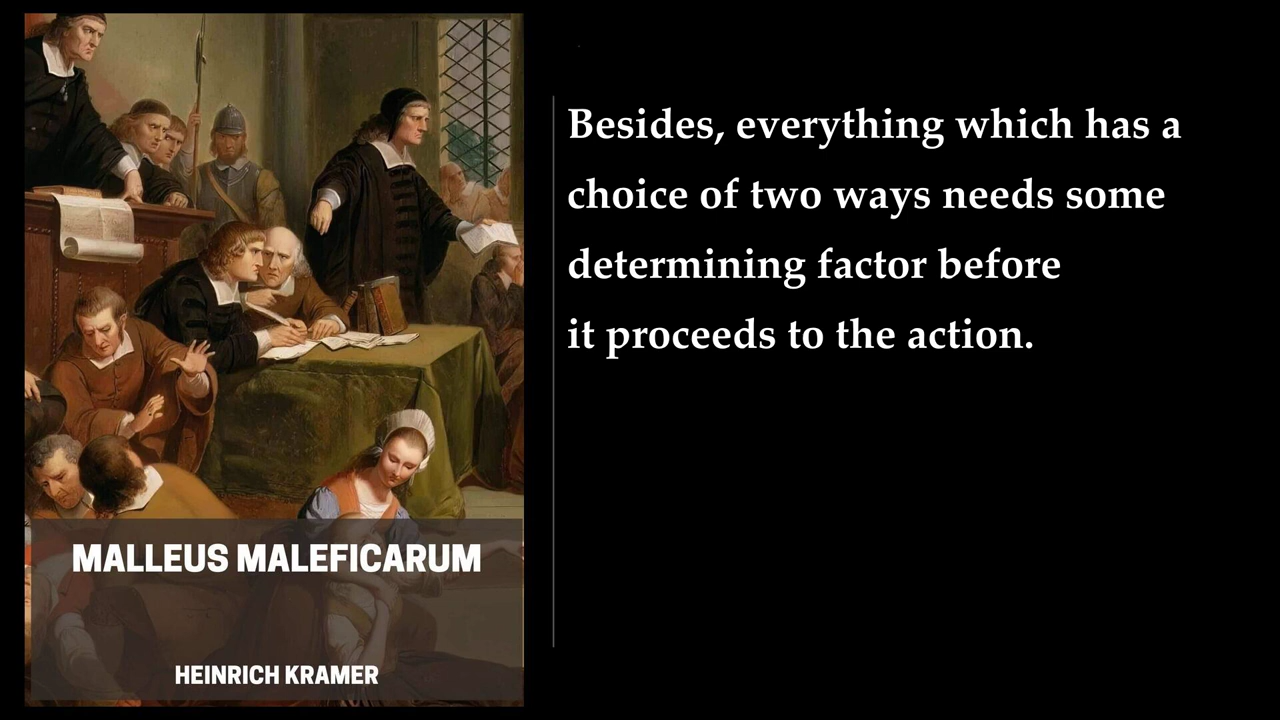 MALLEUS MALEFICARUM
HEINRICH KRAMER
Besides, everything which has a
choice of two ways needs some
determining factor before
it proceeds to the action.